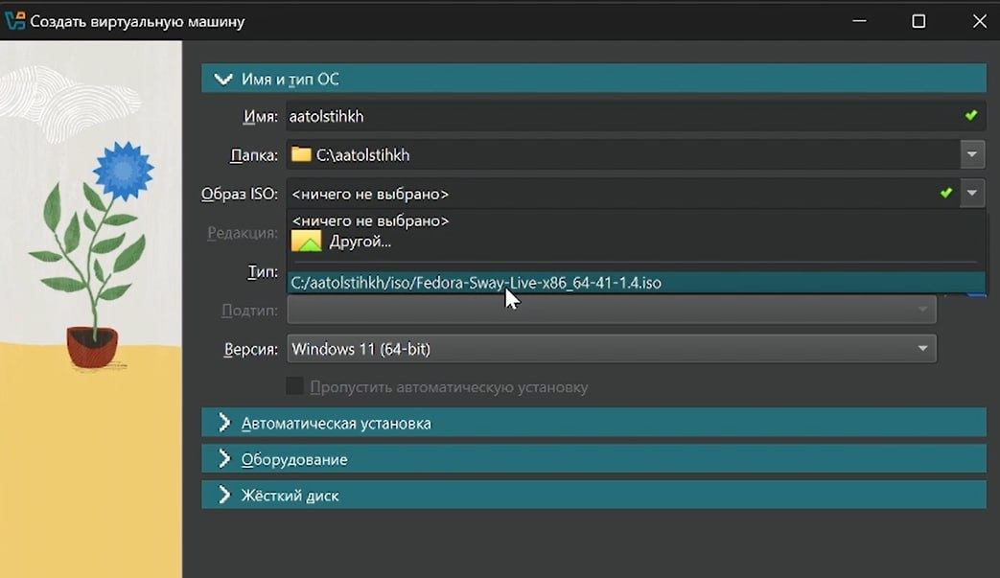 Создать виртуальную машину
Имя и тип ОС
Имя: aatolstihkh
Папка: C:\aatolstihkh
Образ ISO: <ничего не выбрано>
<ничего не выбрано>
Редакция: Другой...
Тип: C:/aatolstihkh/iso/Fedora-Sway-Live-x86_64-41-1.4.iso
Подтип:
Версия: Windows 11 (64-bit)
Пропустить автоматическую установку
Автоматическая установка
Оборудование
Жёсткий диск